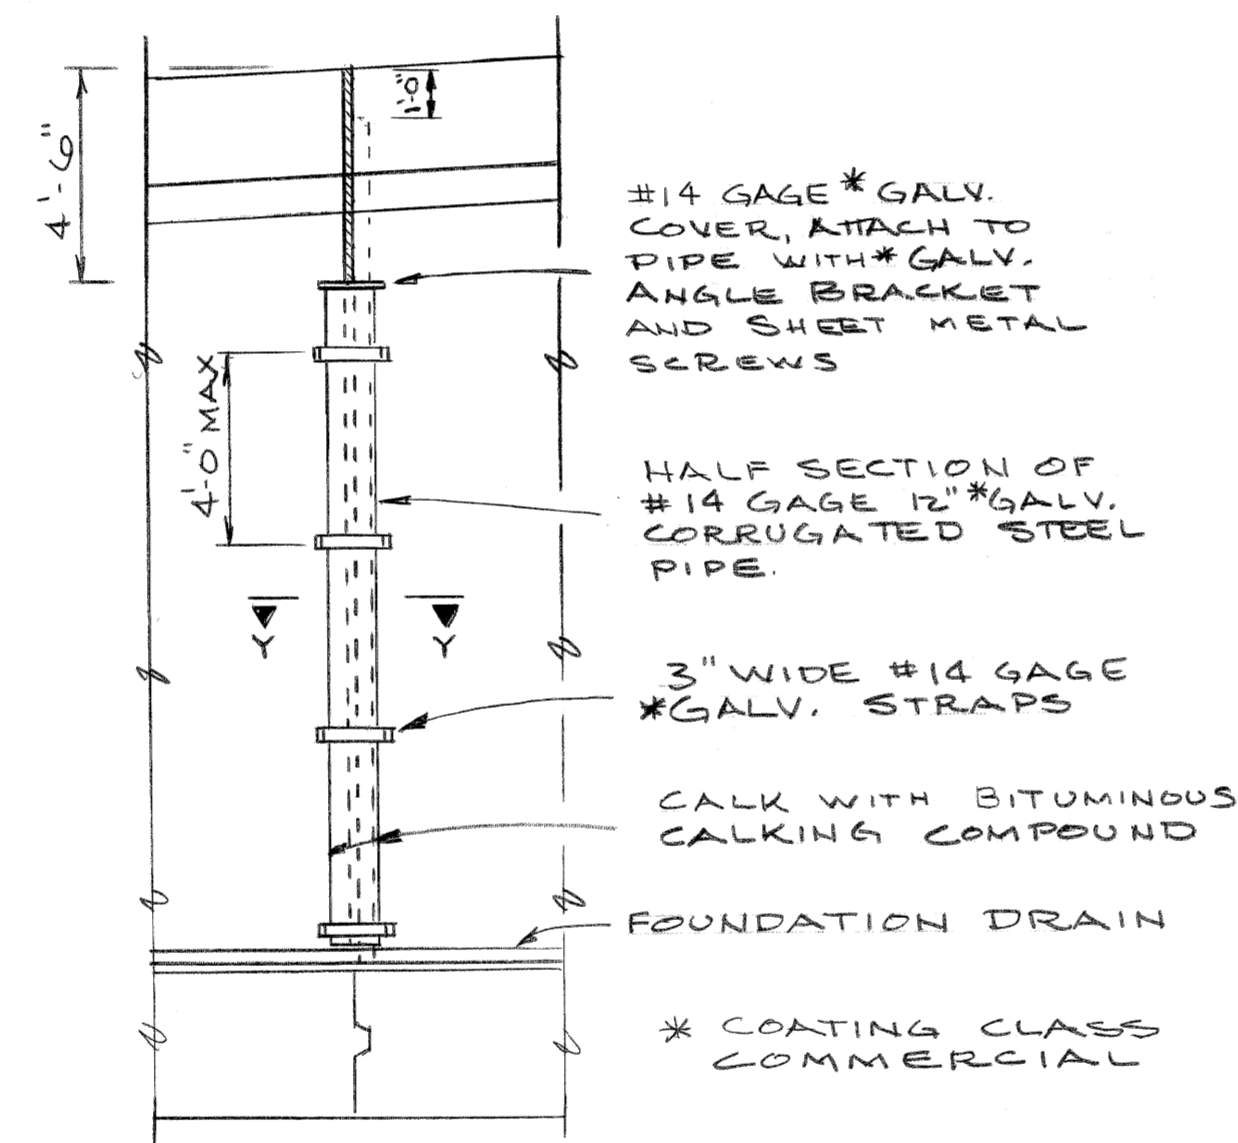 4'-6"
1'-0"
#14 GAGE * GALV.
COVER, ATTACH TO
PIPE WITH * GALV.
ANGLE BRACKET
AND SHEET METAL
SCREWS
4'-0" MAX
HALF SECTION OF
#14 GAGE 12" *GALV.
CORRUGATED STEEL
PIPE.
Y Y
3" WIDE #14 GAGE
*GALV. STRAPS
CALK WITH BITUMINOUS
CALKING COMPOUND
FOUNDATION DRAIN
* COATING CLASS
COMMERCIAL